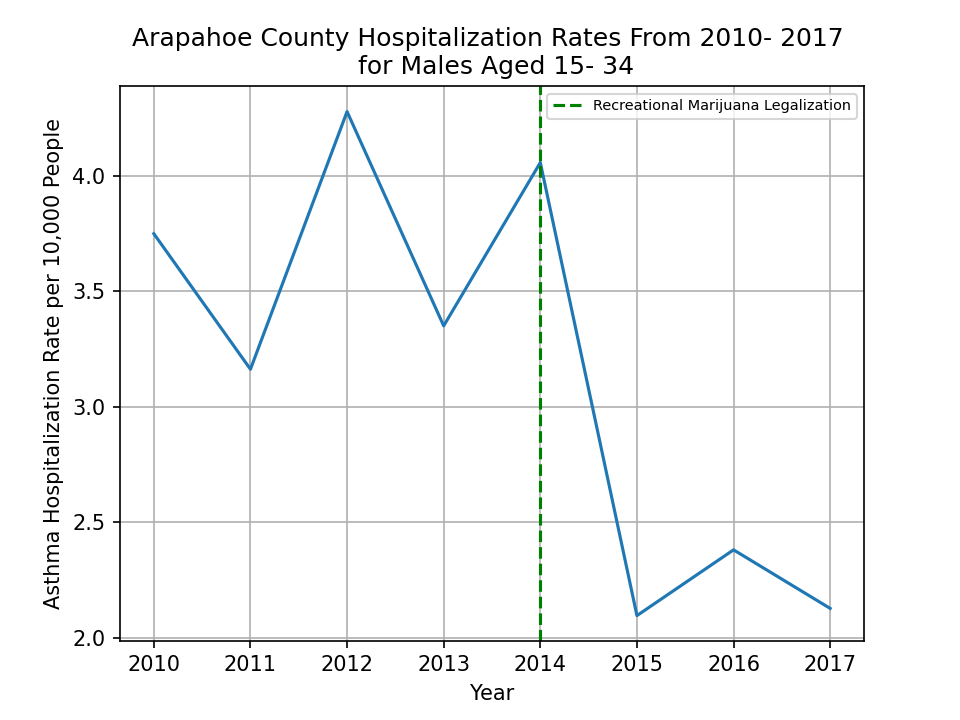 Arapahoe County Hospitalization Rates From 2010- 2017
for Males Aged 15- 34
Recreational Marijuana Legalization
Asthma Hospitalization Rate per 10,000 People
4.0
3.5
3.0
2.5
2.0
2010 2011 2012 2013 2014 2015 2016 2017
Year